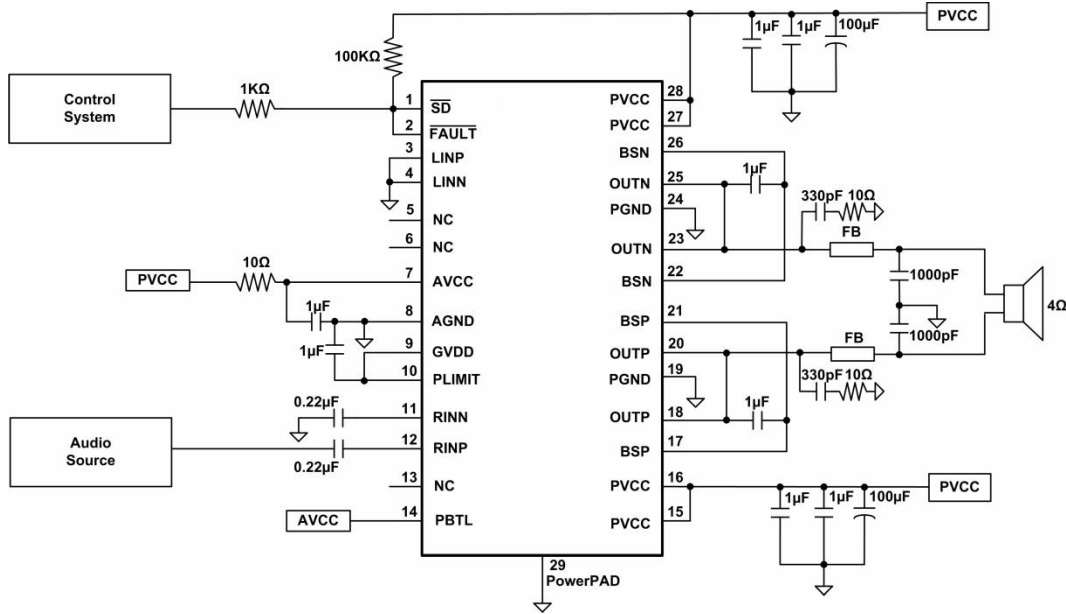 PVCC
1µF
1µF
100µF
100KΩ
Control
System
1KΩ
1
SD
2
FAULT
3
LINP
4
LINN
5
NC
6
NC
PVCC
10Ω
7
AVCC
1µF
8
AGND
1µF
9
GVDD
10
PLIMIT
0.22µF
11
RINN
Audio
Source
12
RINP
0.22µF
13
NC
AVCC
14
PBTL
29
PowerPAD
28
PVCC
27
PVCC
26
BSN
1µF
25
OUTN
24
PGND
330pF
10Ω
23
OUTN
FB
22
BSN
1000pF
4Ω
21
BSP
1000pF
20
OUTP
FB
19
PGND
330pF
10Ω
1µF
18
OUTP
17
BSP
16
PVCC
15
PVCC
1µF
1µF
100µF
PVCC